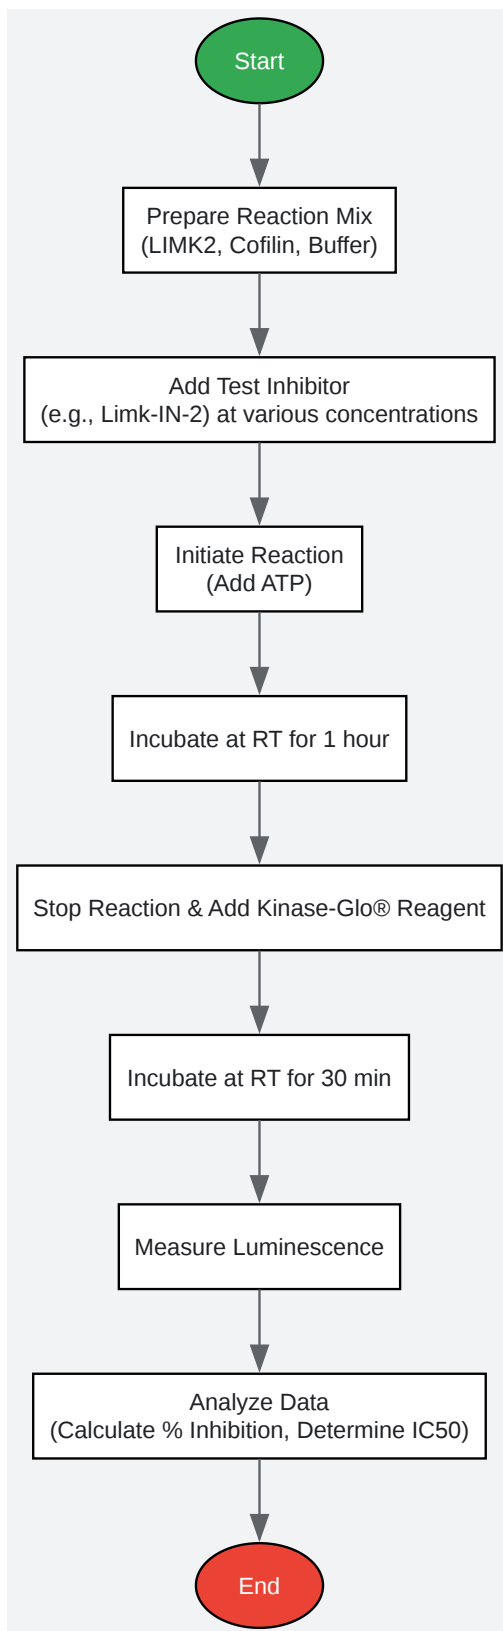 Start
Prepare Reaction Mix
(LIMK2, Cofilin, Buffer)
Add Test Inhibitor
(e.g., Limk-IN-2) at various concentrations
Initiate Reaction
(Add ATP)
Incubate at RT for 1 hour
Stop Reaction & Add Kinase-Glo® Reagent
Incubate at RT for 30 min
Measure Luminescence
Analyze Data
(Calculate % Inhibition, Determine IC50)
End